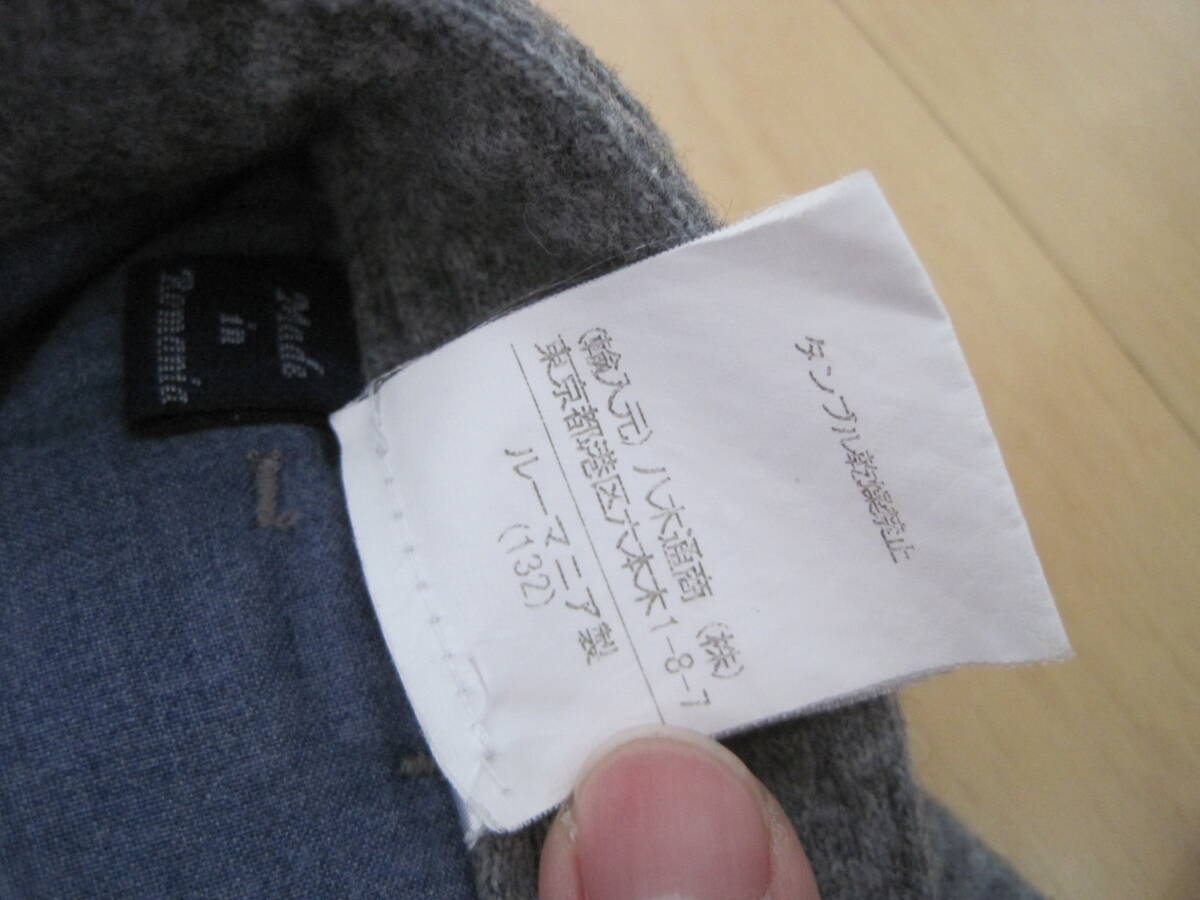 タンブル乾燥禁止
(輸入元) 八木通商 (株)
東京都港区六本木1-8-7
ルーマニア製
(132)
Made
in
Romania